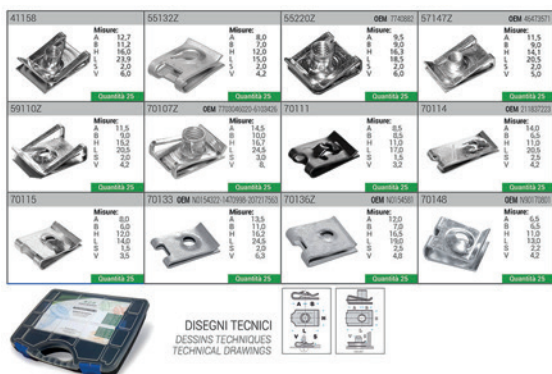 41158
Misure:
A 12,7
B 11,2
H 16,0
L 23,9
S 2,0
V 6,0
Quantità 25
55132Z
Misure:
A 8,0
B 7,0
H 12,0
L 15,0
S 2,0
V 4,2
Quantità 25
55220Z OEM 7740682
Misure:
A 9,5
B 9,0
H 16,3
L 18,5
S 2,0
V 6,0
Quantità 25
57147Z OEM
Misure:
A 11,5
B 9,0
H 14,1
L 20,5
S 2,0
V 5,0
Quantità 25
59110Z
Misure:
A 11,5
B 9,0
H 15,2
L 20,5
S 2,0
V 4,2
Quantità 25
70107Z OEM 7703046220-6103426
Misure:
A 14,5
B 10,0
H 16,7
L 24,5
S 3,0
V 8,
Quantità 25
70111
Misure:
A 8,5
B 8,5
H 11,0
L 17,0
S 1,5
V 3,2
Quantità 25
70114 OEM 211837223
Misure:
A 14,0
B 6,5
H 11,0
L 20,5
S 2,5
V 4,2
Quantità 25
70115
Misure:
A 8,0
B 6,0
H 12,0
L 14,0
S 1,5
V 3,5
Quantità 25
70133 OEM N0154322-1470998-207217563
Misure:
A 13,5
B 11,0
H 16,2
L 24,5
S 2,0
V 6,3
Quantità 25
70136Z OEM N0154581
Misure:
A 12,0
B 7,0
H 16,5
L 19,0
S 2,5
V 4,8
Quantità 25
70148 OEM N90170801
Misure:
A 6,5
B 6,5
H 11,0
L 13,0
S 2,2
V 4,2
Quantità 25
DISEGNI TECNICI
DESSINS TECHNIQUES
TECHNICAL DRAWINGS